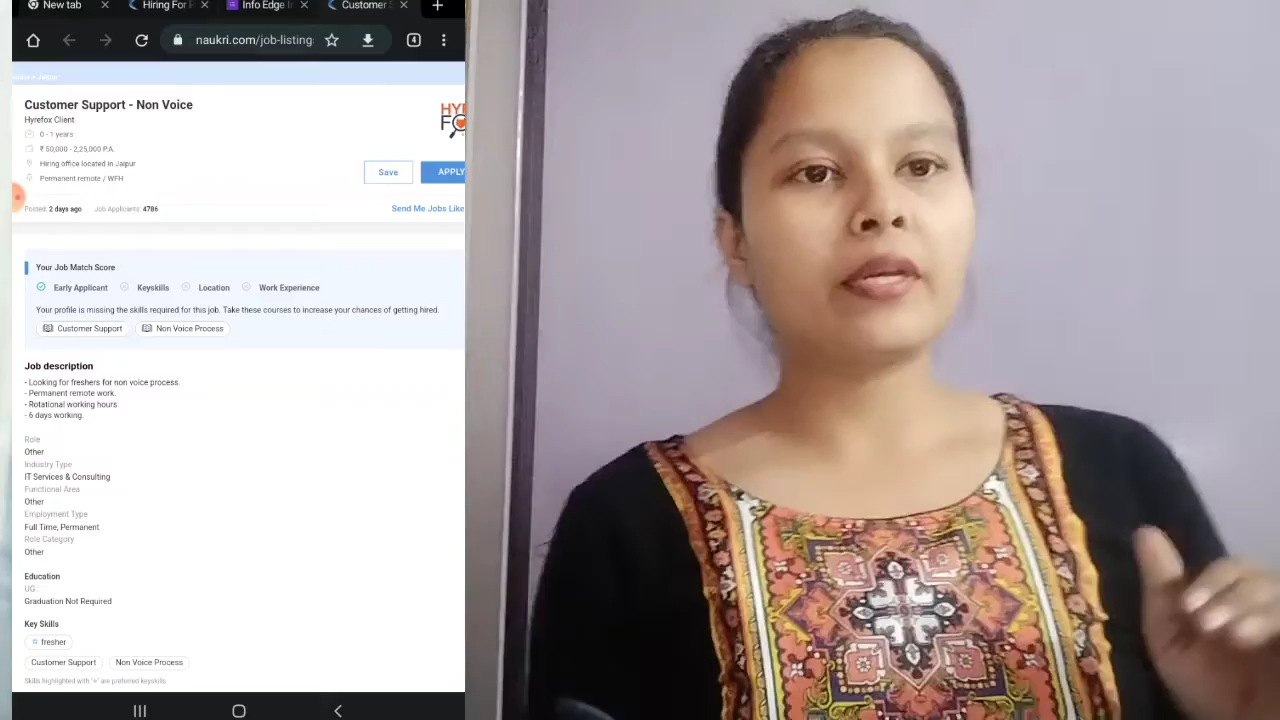 New tab
Hiring For
Info Edge
Customer
naukri.com/job-listing
4
Customer Support - Non Voice
HYR
Hyrefox Client
0 - 1 years
₹ 50,000 - 2,25,000 P.A.
Hiring office located in Jaipur
Permanent remote / WFH
Save
APPLY
Posted: 2 days ago
Job Applicants: 4786
Send Me Jobs Like
Your Job Match Score
Early Applicant
Keyskills
Location
Work Experience
Your profile is missing the skills required for this job. Take these courses to increase your chances of getting hired.
Customer Support
Non Voice Process
Job description
- Looking for freshers for non voice process.
- Permanent remote work.
- Rotational working hours.
- 6 days working.
Role
Other
Industry Type
IT Services & Consulting
Functional Area
Other
Employment Type
Full Time, Permanent
Role Category
Other
Education
UG :
Graduation Not Required
Key Skills
fresher
Customer Support
Non Voice Process
Skills highlighted with '☆' are preferred keyskills